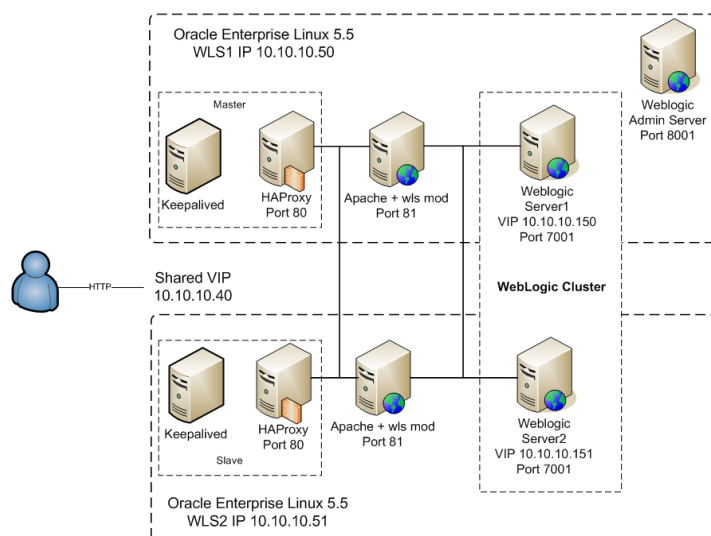 Oracle Enterprise Linux 5.5
WLS1 IP 10.10.10.50
Master
Keepalived
HAProxy
Port 80
Apache + wls mod
Port 81
Weblogic
Server1
VIP 10.10.10.150
Port 7001
Weblogic
Admin Server
Port 8001
HTTP
Shared VIP
10.10.10.40
WebLogic Cluster
Keepalived
HAProxy
Port 80
Slave
Apache + wls mod
Port 81
Weblogic
Server2
VIP 10.10.10.151
Port 7001
Oracle Enterprise Linux 5.5
WLS2 IP 10.10.10.51